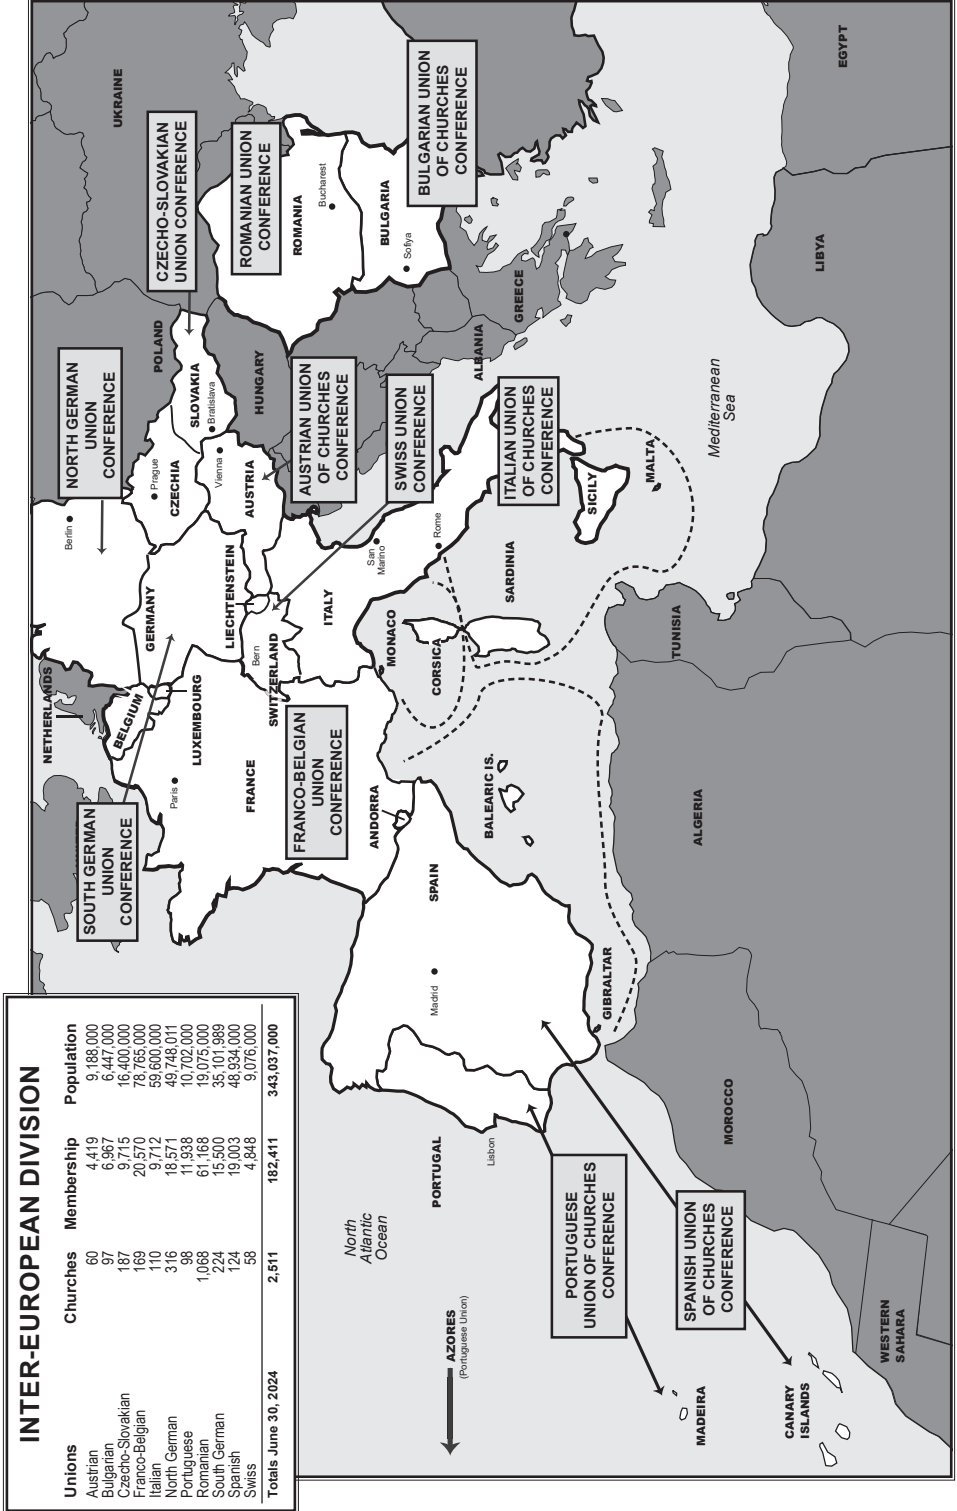 INTER-EUROPEAN DIVISION
Unions Churches Membership Population
Austrian 60 4,419 9,188,000
Bulgarian 97 6,967 6,447,000
Czecho-Slovakian 187 9,715 16,400,000
Franco-Belgian 169 20,570 78,765,000
Italian 110 9,712 59,600,000
North German 316 18,571 49,748,011
Portuguese 98 11,938 10,702,000
Romanian 1,068 61,168 19,075,000
South German 224 15,500 35,101,989
Spanish 124 19,003 48,934,000
Swiss 58 4,848 9,076,000
Totals June 30, 2024 2,511 182,411 343,037,000
NORTH GERMAN
UNION
CONFERENCE
CZECHO-SLOVAKIAN
UNION CONFERENCE
ROMANIAN UNION
CONFERENCE
BULGARIAN UNION
OF CHURCHES
CONFERENCE
AUSTRIAN UNION
OF CHURCHES
CONFERENCE
SWISS UNION
CONFERENCE
ITALIAN UNION
OF CHURCHES
CONFERENCE
SOUTH GERMAN
UNION
CONFERENCE
FRANCO-BELGIAN
UNION
CONFERENCE
PORTUGUESE
UNION OF CHURCHES
CONFERENCE
SPANISH UNION
OF CHURCHES
CONFERENCE
UKRAINE
POLAND
Berlin
NETHERLANDS
BELGIUM
LUXEMBOURG
GERMANY
Prague
CZECHIA
SLOVAKIA
Bratislava
Vienna
AUSTRIA
HUNGARY
ROMANIA
Bucharest
BULGARIA
Sofiya
LIECHTENSTEIN
Bern
SWITZERLAND
Paris
FRANCE
ITALY
San
Marino
Rome
MONACO
CORSICA
SARDINIA
SICILY
MALTA
ALBANIA
GREECE
ANDORRA
BALEARIC IS.
SPAIN
Madrid
GIBRALTAR
PORTUGAL
Lisbon
North
Atlantic
Ocean
AZORES
(Portuguese Union)
MADEIRA
CANARY
ISLANDS
WESTERN
SAHARA
MOROCCO
ALGERIA
TUNISIA
LIBYA
EGYPT
Mediterranean
Sea